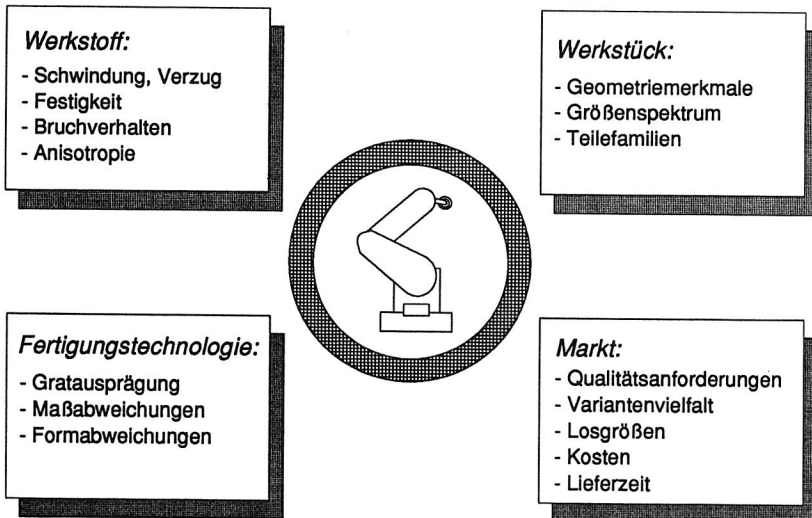 Werkstoff:
- Schwindung, Verzug
- Festigkeit
- Bruchverhalten
- Anisotropie
Werkstück:
- Geometriemerkmale
- Größenspektrum
- Teilefamilien
Fertigungstechnologie:
- Gratausprägung
- Maßabweichungen
- Formabweichungen
Markt:
- Qualitätsanforderungen
- Variantenvielfalt
- Losgrößen
- Kosten
- Lieferzeit